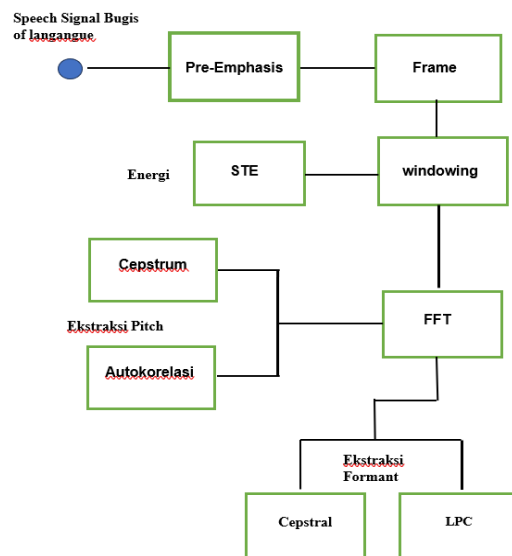 Speech Signal Bugis
of langangue
Pre-Emphasis
Frame
Energi
STE
windowing
Cepstrum
Ekstraksi Pitch
FFT
Autokorelasi
Ekstraksi
Formant
Cepstral
LPC